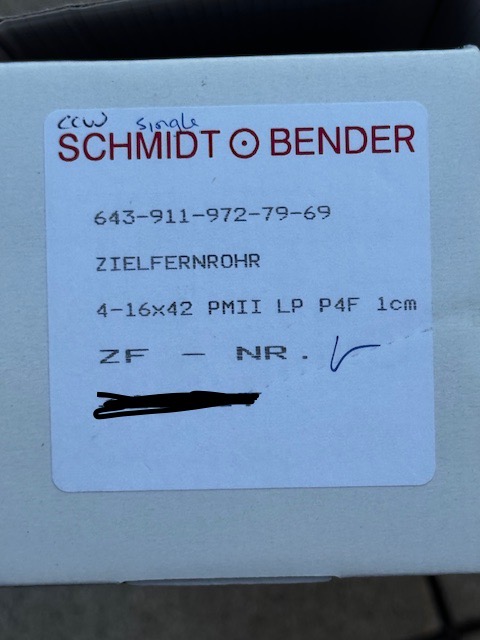 ccw single
SCHMIDT BENDER
643-911-972-79-69
ZIELFERNROHR
4-16x42 PMII LP P4F 1cm
ZF - NR.